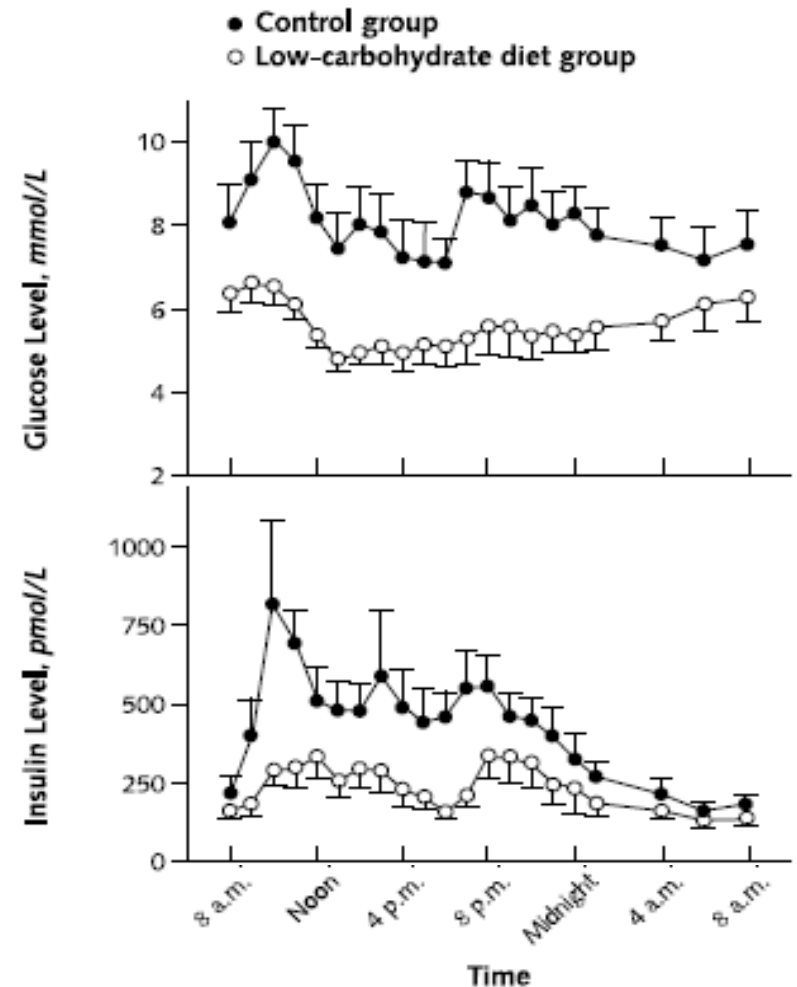 Control group
Low-carbohydrate diet group
Glucose Level, mmol/L
10
8
6
4
2
Insulin Level, pmol/L
1000
750
500
250
0
8 a.m.
Noon
4 p.m.
8 p.m.
Midnight
4 a.m.
8 a.m.
Time